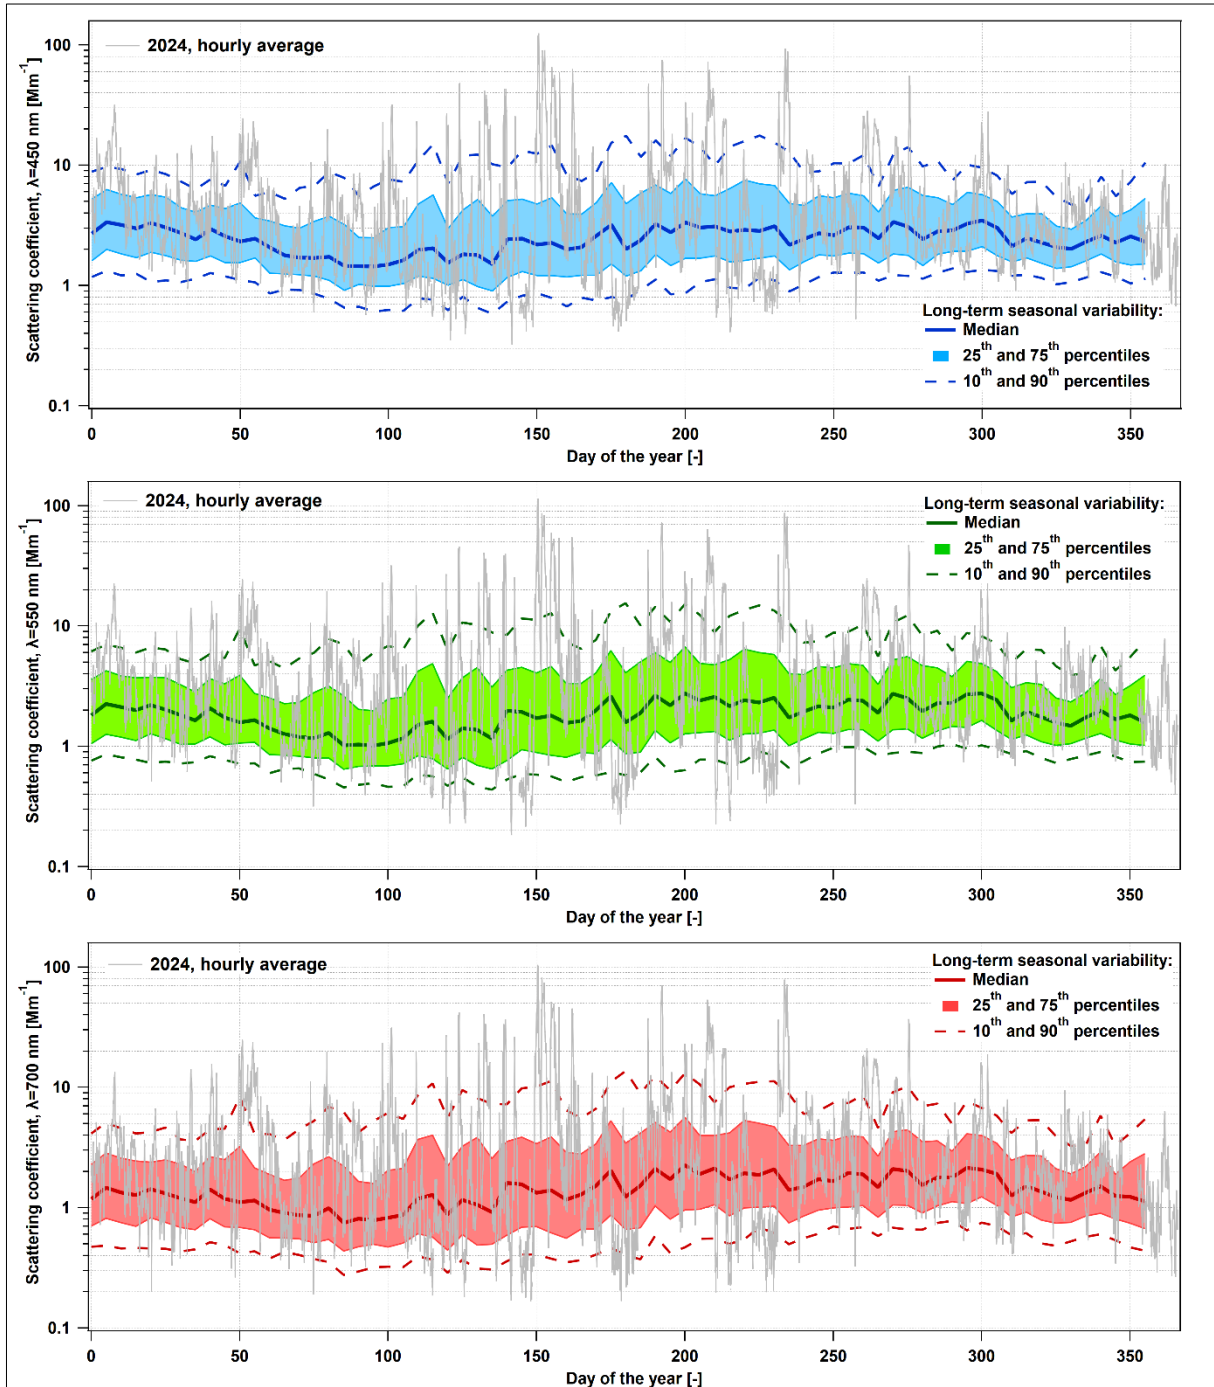 2024, hourly average
Scattering coefficient, λ=450 nm [Mm⁻¹]
100
10
1
0.1
Long-term seasonal variability:
Median
25th and 75th percentiles
10th and 90th percentiles
0 50 100 150 200 250 300 350
Day of the year [-]
2024, hourly average
Scattering coefficient, λ=550 nm [Mm⁻¹]
100
10
1
0.1
Long-term seasonal variability:
Median
25th and 75th percentiles
10th and 90th percentiles
0 50 100 150 200 250 300 350
Day of the year [-]
2024, hourly average
Scattering coefficient, λ=700 nm [Mm⁻¹]
100
10
1
0.1
Long-term seasonal variability:
Median
25th and 75th percentiles
10th and 90th percentiles
0 50 100 150 200 250 300 350
Day of the year [-]